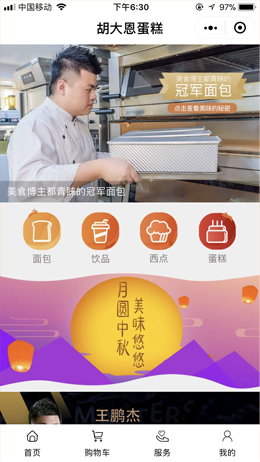 中国移动
下午6:30
97%
胡大恩蛋糕
美食博主都青睐的
冠军面包
点击查看美味的秘密
美食博主都青睐的冠军面包
面包
饮品
西点
蛋糕
月圆中秋
美味悠悠
王鹏杰
首页
购物车
服务
我的